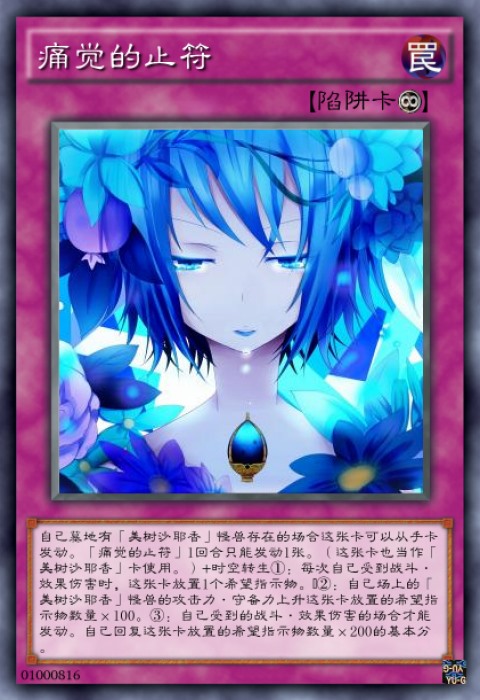 痛觉的止符
罠
【陷阱卡♾】
自己墓地有「美树沙耶香」怪兽存在的场合这张卡可以从手卡
发动。「痛觉的止符」1回合只能发动1张。（这张卡也当作「
美树沙耶香」卡使用。）+时空转生①；每次自己受到战斗·
效果伤害时，这张卡放置1个希望指示物。②；自己场上的『
美树沙耶香』怪兽的攻击力·守备力上升这张卡放置的希望指
示物数量×100。③；自己受到的战斗·效果伤害的场合才能
发动。自己回复这张卡放置的希望指示物数量×200的基本分
。
01000816